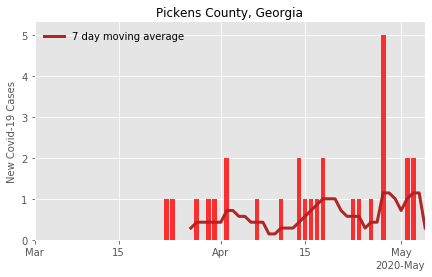 Pickens County, Georgia
7 day moving average
New Covid-19 Cases
5
4
3
2
1
0
Mar 15 Apr 15 May
2020-May